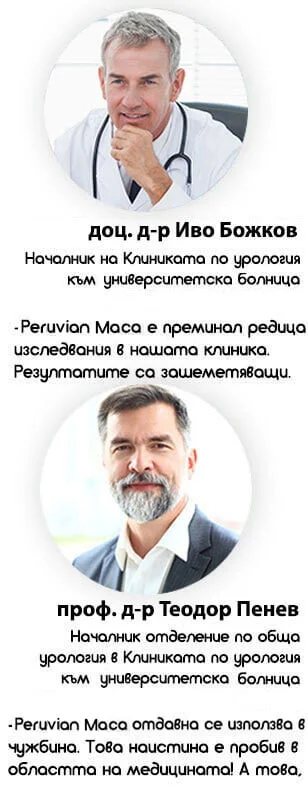 доц. д-р Иво Божков
Началник на Клиниката по урология
към университетска болница
-Peruvian Maca е преминал редица
изследвания в нашата клиника.
Резултатите са зашеметяващи.
проф. д-р Теодор Пенев
Началник отделение по обща
урология в Клиниката по урология
към университетска болница
-Peruvian Maca отдавна се използва в
чужбина. Това наистина е пробив в
областта на медицината! А това,